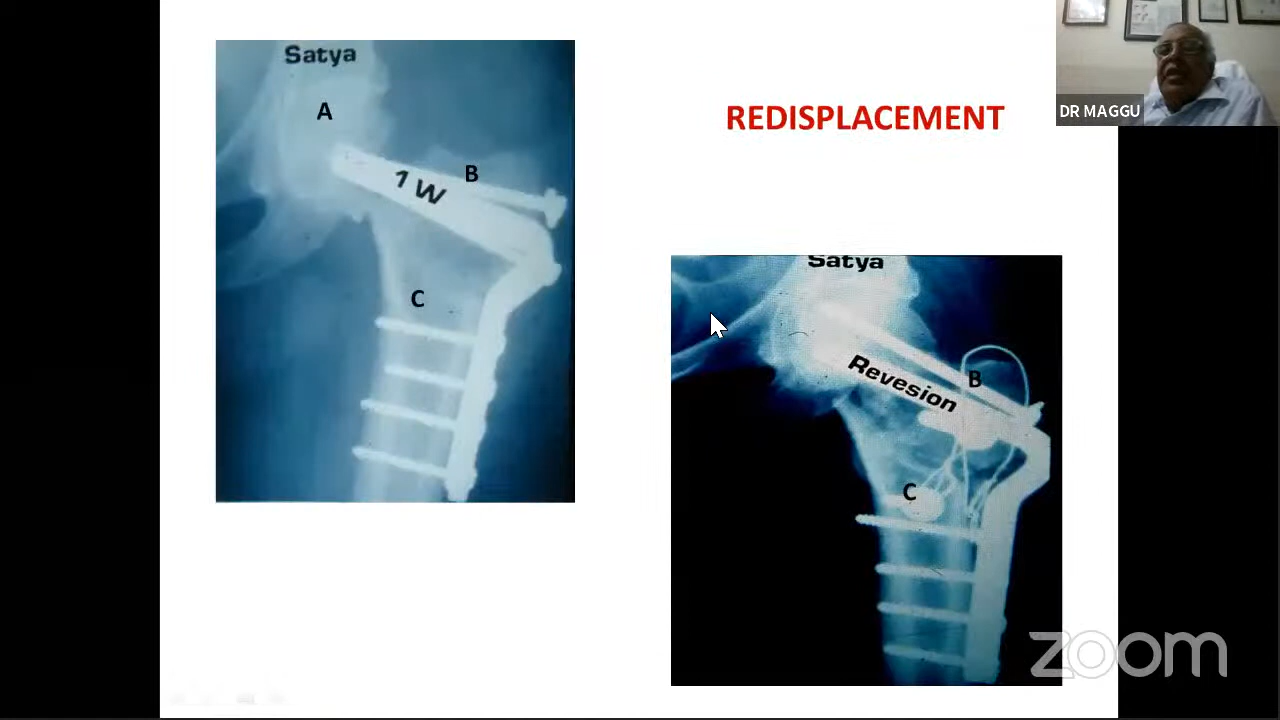 Satya
A
B
1 W
C
REDISPLACEMENT
DR MAGGU
Satya
B
Revesion
C
zoom